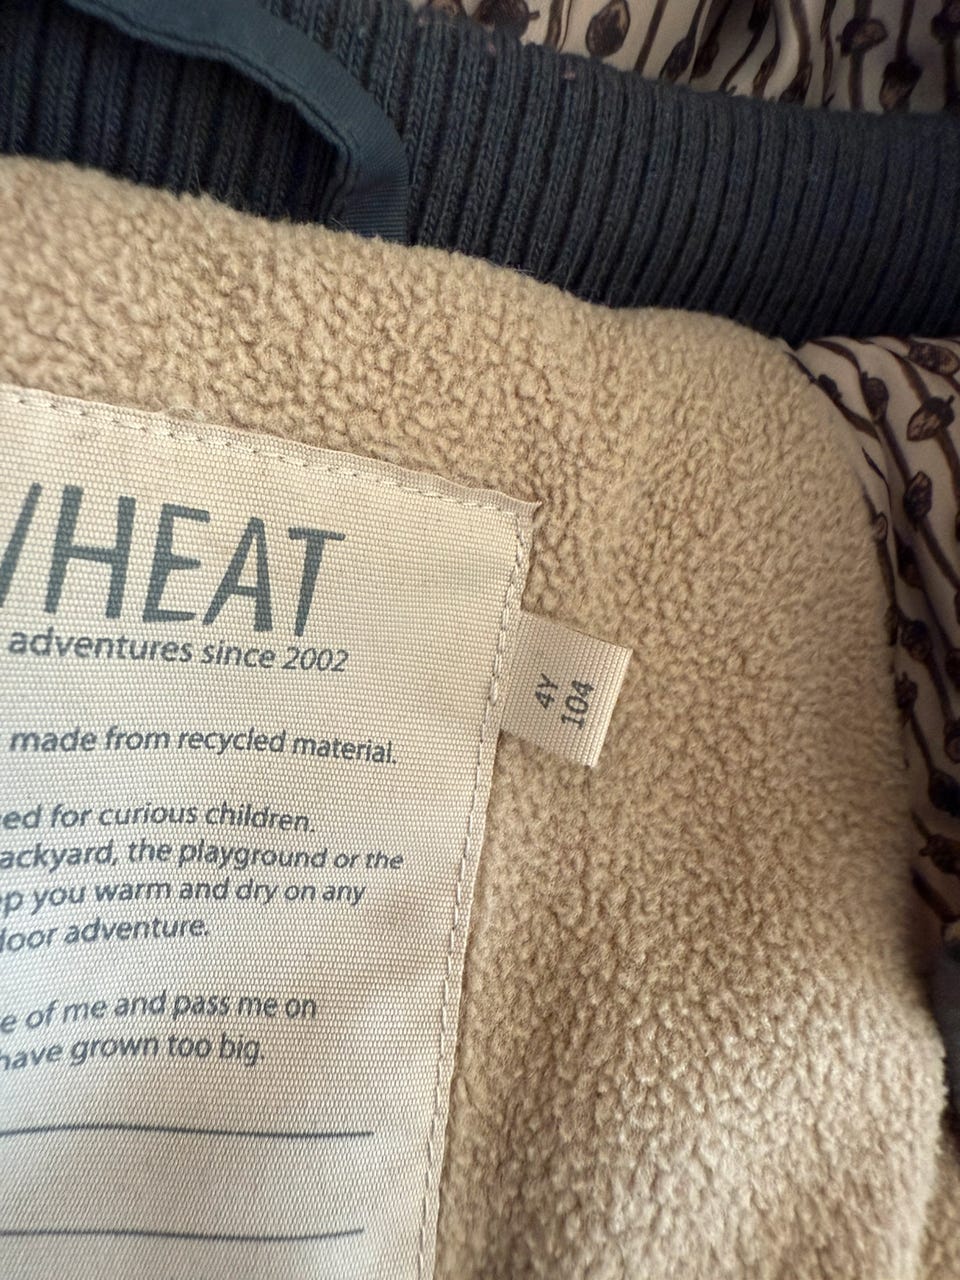 WHEAT
adventures since 2002
made from recycled material.
ed for curious children.
ackyard, the playground or the
p you warm and dry on any
door adventure.
e of me and pass me on
have grown too big.
4Y
104